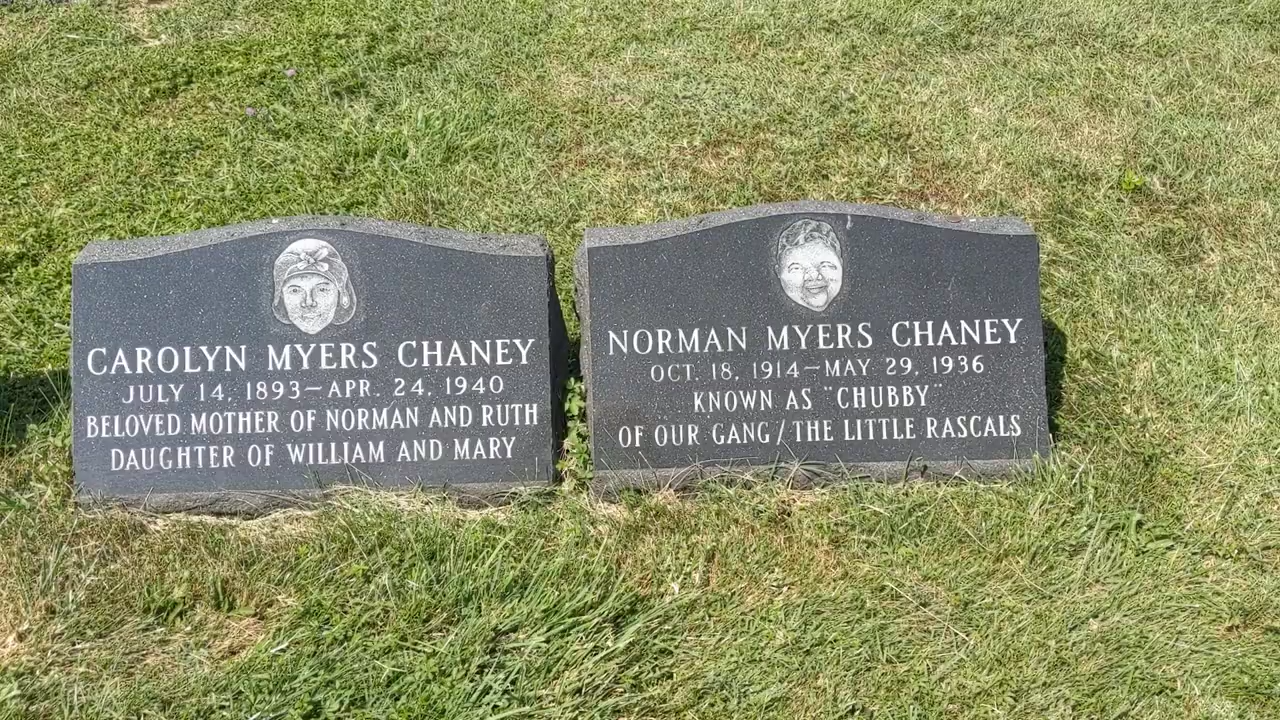 CAROLYN MYERS CHANEY
JULY 14, 1893—APR. 24, 1940
BELOVED MOTHER OF NORMAN AND RUTH
DAUGHTER OF WILLIAM AND MARY
NORMAN MYERS CHANEY
OCT. 18, 1914—MAY 29, 1936
KNOWN AS "CHUBBY"
OF OUR GANG/THE LITTLE RASCALS